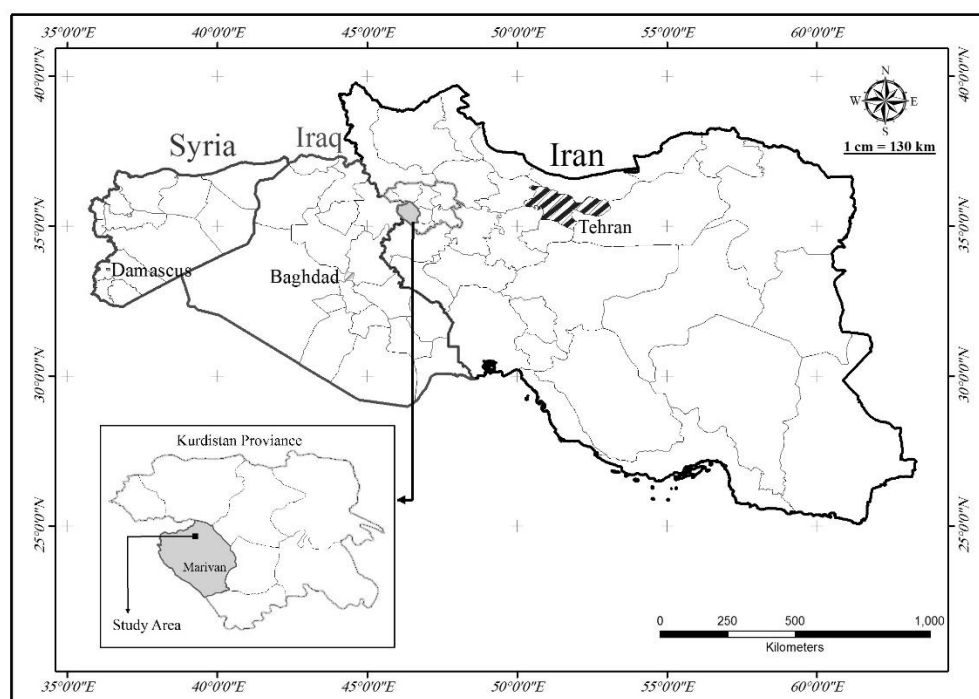 35°0'0"E 40°0'0"E 45°0'0"E 50°0'0"E 55°0'0"E 60°0'0"E
40°0'0"N 40°0'0"N
N
W E
S
1 cm = 130 km
Syria Iraq Iran
35°0'0"N 35°0'0"N
Tehran
Damascus
Baghdad
30°0'0"N 30°0'0"N
Kurdistan Proviance
25°0'0"N 25°0'0"N
Marivan
Study Area
0 250 500 1,000
Kilometers
35°0'0"E 40°0'0"E 45°0'0"E 50°0'0"E 55°0'0"E 60°0'0"E